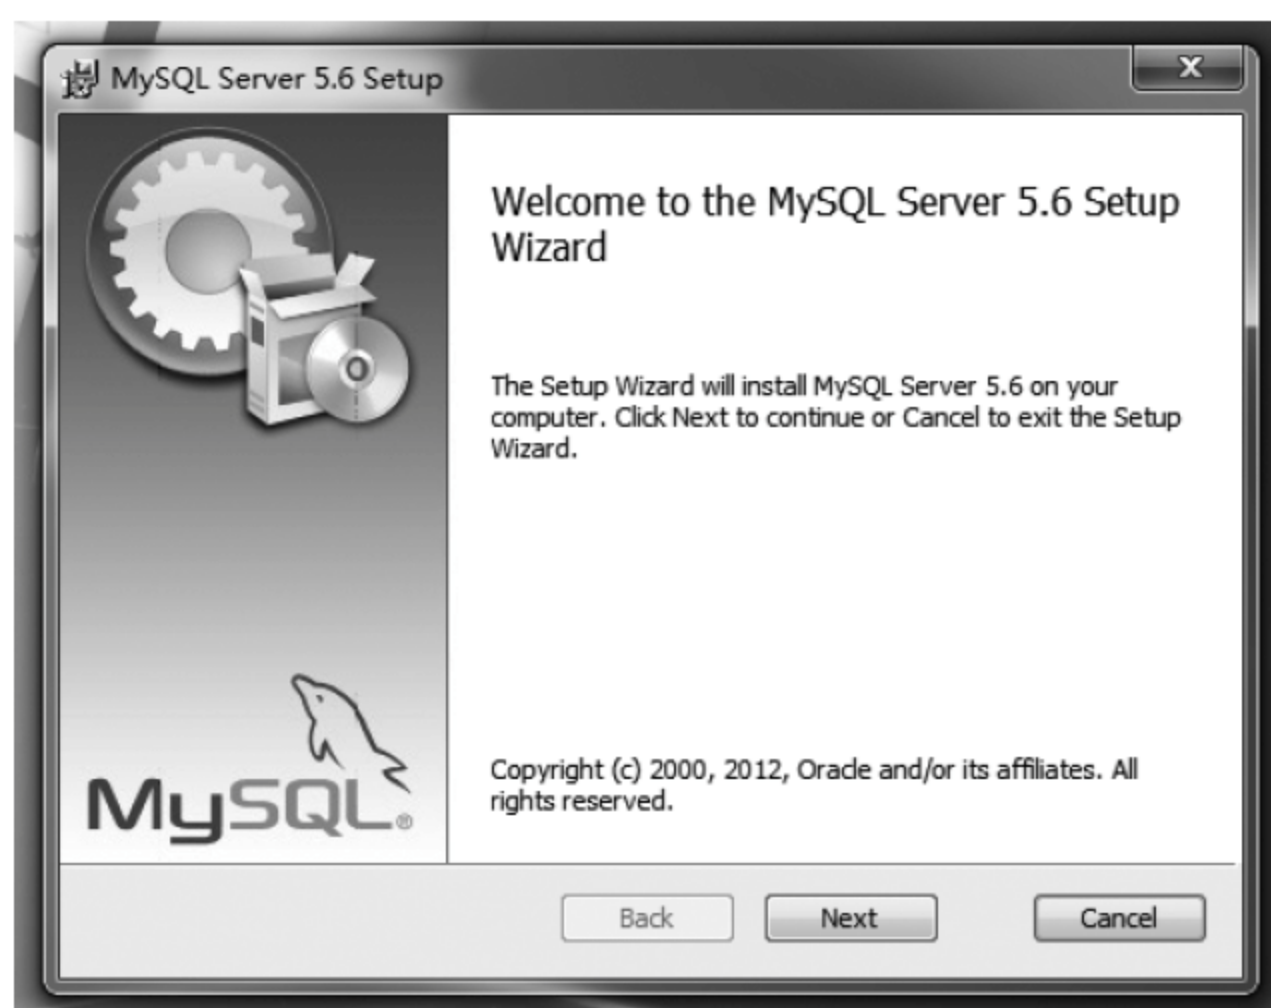 MySQL Server 5.6 Setup
x
Welcome to the MySQL Server 5.6 Setup
Wizard
The Setup Wizard will install MySQL Server 5.6 on your
computer. Click Next to continue or Cancel to exit the Setup
Wizard.
MySQL®
Copyright (c) 2000, 2012, Oracle and/or its affiliates. All
rights reserved.
Back
Next
Cancel